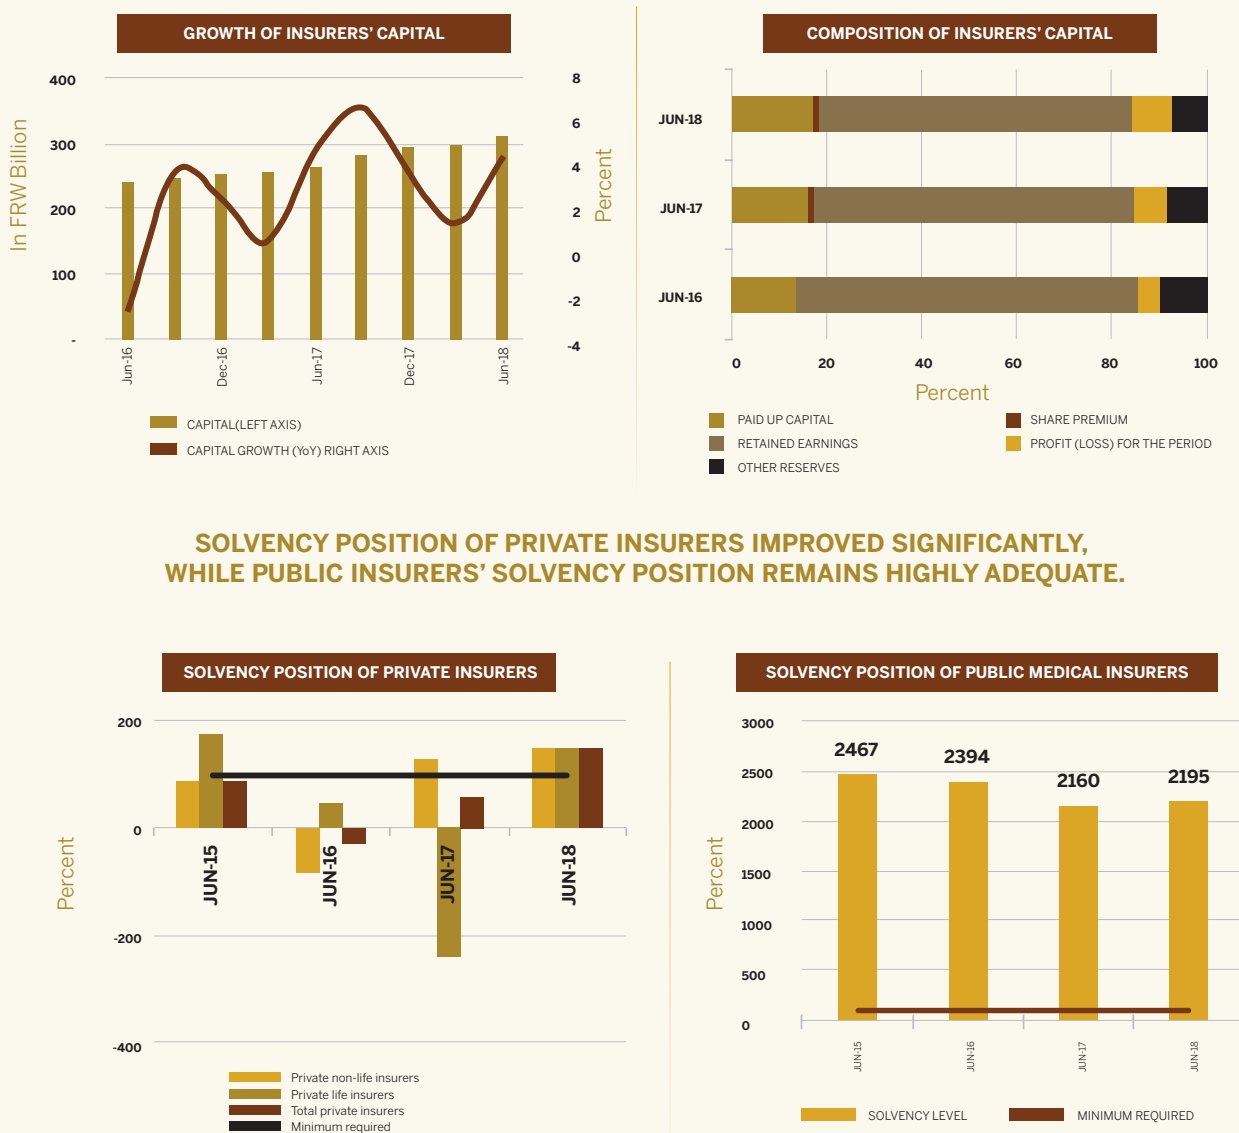 GROWTH OF INSURERS' CAPITAL
In FRW Billion
400
300
200
100
-
8
6
4
2
0
-2
-4
Percent
Jun-16
Dec-16
Jun-17
Dec-17
Jun-18
CAPITAL(LEFT AXIS)
CAPITAL GROWTH (YoY) RIGHT AXIS
COMPOSITION OF INSURERS' CAPITAL
JUN-18
JUN-17
JUN-16
0 20 40 60 80 100
Percent
PAID UP CAPITAL
SHARE PREMIUM
RETAINED EARNINGS
PROFIT (LOSS) FOR THE PERIOD
OTHER RESERVES
SOLVENCY POSITION OF PRIVATE INSURERS IMPROVED SIGNIFICANTLY,
WHILE PUBLIC INSURERS' SOLVENCY POSITION REMAINS HIGHLY ADEQUATE.
SOLVENCY POSITION OF PRIVATE INSURERS
Percent
200
0
-200
-400
JUN-15
JUN-16
JUN-17
JUN-18
Private non-life insurers
Private life insurers
Total private insurers
Minimum required
SOLVENCY POSITION OF PUBLIC MEDICAL INSURERS
Percent
3000
2500
2000
1500
1000
500
0
2467
2394
2160
2195
JUN-15
JUN-16
JUN-17
JUN-18
SOLVENCY LEVEL
MINIMUM REQUIRED